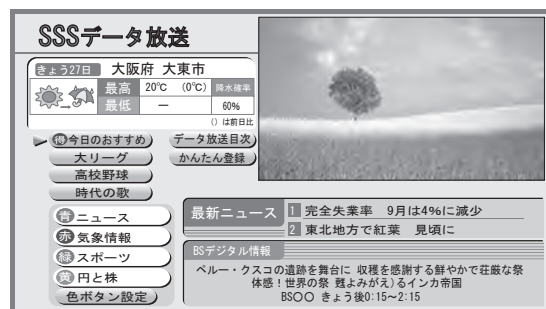 SSSデータ放送
きょう27日 大阪府 大東市
最高 20℃ (0℃) 降水確率
最低 － 60%
()は前日比
得 今日のおすすめ データ放送目次
大リーグ かんたん登録
高校野球
時代の歌
青 ニュース
赤 気象情報
緑 スポーツ
黄 円と株
色ボタン設定
最新ニュース 1 完全失業率 9月は4%に減少
2 東北地方で紅葉 見頃に
BSデジタル情報
ペルー・クスコの遺跡を舞台に 収穫を感謝する鮮やかで荘厳な祭
体感！世界の祭 甦よみがえ）るインカ帝国
BS○○ きょう後0:15～2:15